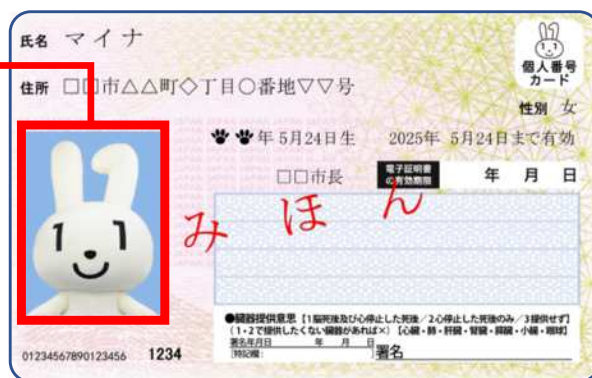 氏名 マイナ
個人番号
カード
住所 □□市△△町◇丁目○番地▽▽号
性別 女
年 5月24日生 2025年 5月24日まで有効
□□市長 電子証明書の有効期限 年 月 日
みほん
1 1
●臓器提供意思【1脳死後及び心停止した死後／2心停止した死後のみ／3提供せず】
(1・2で提供したくない臓器があれば×)【心臓・肺・肝臓・腎臓・膵臓・小腸・眼球】
署名年月日 年 月 日
[特記欄: ] 署名
01234567890123456 1234